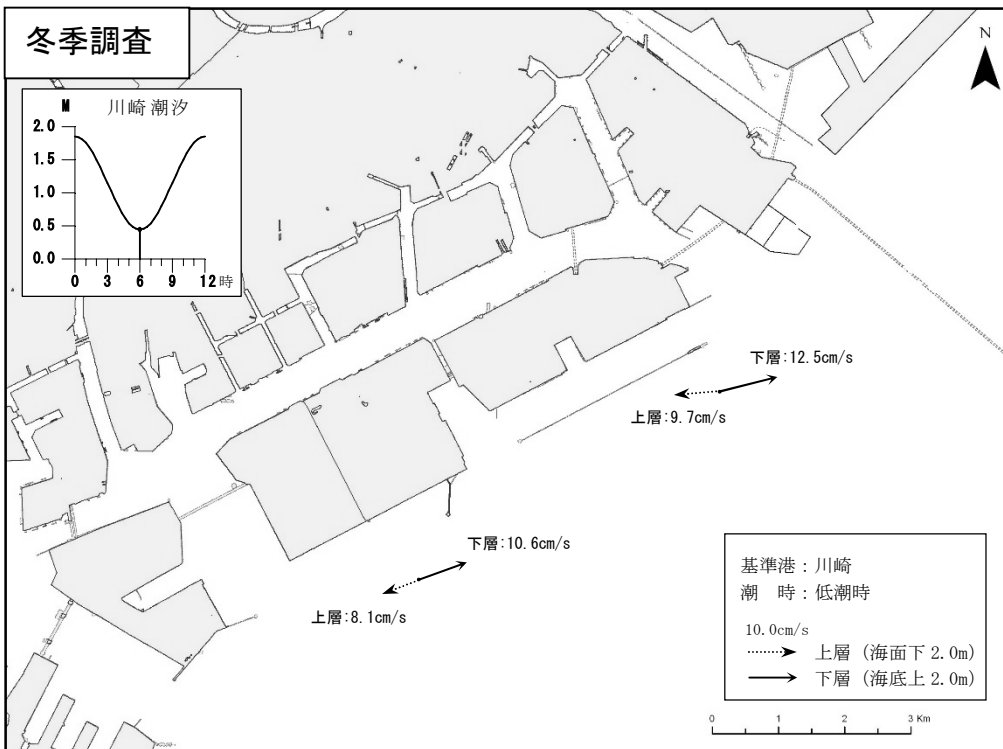 冬季調査
N
M 川崎潮汐
2.0
1.5
1.0
0.5
0.0
0 3 6 9 12時
下層:12.5cm/s
上層:9.7cm/s
下層:10.6cm/s
上層:8.1cm/s
基準港:川崎
潮 時:低潮時
10.0cm/s
上層(海面下 2.0m)
下層(海底上 2.0m)
0 1 2 3 Km